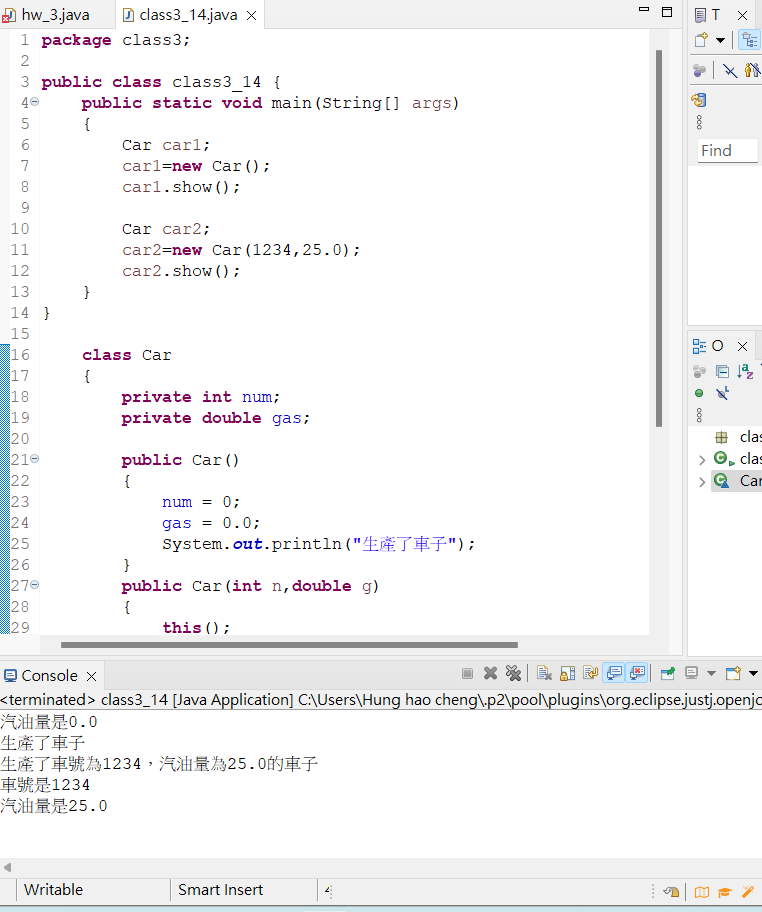 hw_3.java
class3_14.java
T
1 package class3;
2
3 public class class3_14 {
4     public static void main(String[] args)
5     {
6         Car car1;
7         car1=new Car();
8         car1.show();
9
10         Car car2;
11         car2=new Car(1234,25.0);
12         car2.show();
13     }
14 }
15
16     class Car
17     {
18         private int num;
19         private double gas;
20
21         public Car()
22         {
23             num = 0;
24             gas = 0.0;
25             System.out.println("生產了車子");
26         }
27         public Car(int n,double g)
28         {
29             this();
Find
O
clas
clas
Car
Console
<terminated> class3_14 [Java Application] C:\Users\Hung hao cheng\.p2\pool\plugins\org.eclipse.justj.openjd
汽油量是0.0
生產了車子
生產了車號為1234，汽油量為25.0的車子
車號是1234
汽油量是25.0
Writable
Smart Insert